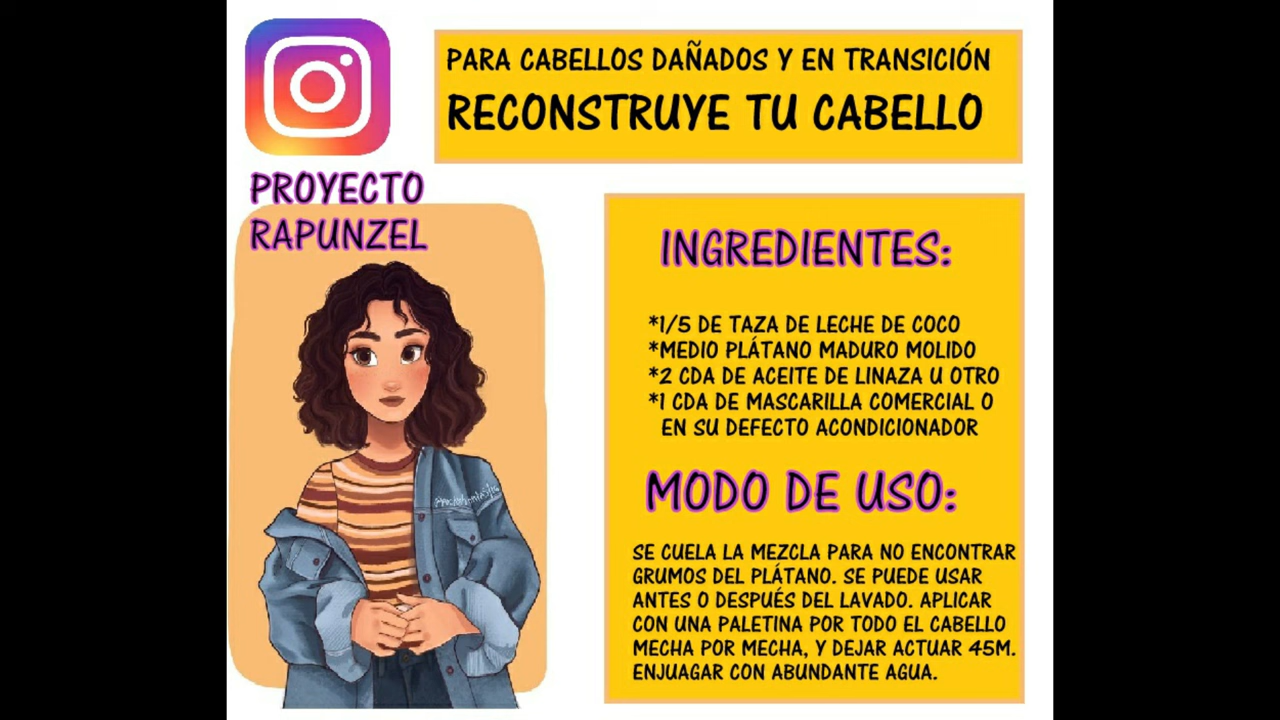 PARA CABELLOS DAÑADOS Y EN TRANSICIÓN
RECONSTRUYE TU CABELLO
PROYECTO
RAPUNZEL
INGREDIENTES:
*1/5 DE TAZA DE LECHE DE COCO
*MEDIO PLÁTANO MADURO MOLIDO
*2 CDA DE ACEITE DE LINAZA U OTRO
*1 CDA DE MASCARILLA COMERCIAL O
EN SU DEFECTO ACONDICIONADOR
MODO DE USO:
SE CUELA LA MEZCLA PARA NO ENCONTRAR
GRUMOS DEL PLÁTANO. SE PUEDE USAR
ANTES O DESPUÉS DEL LAVADO. APLICAR
CON UNA PALETINA POR TODO EL CABELLO
MECHA POR MECHA, Y DEJAR ACTUAR 45M.
ENJUAGAR CON ABUNDANTE AGUA.